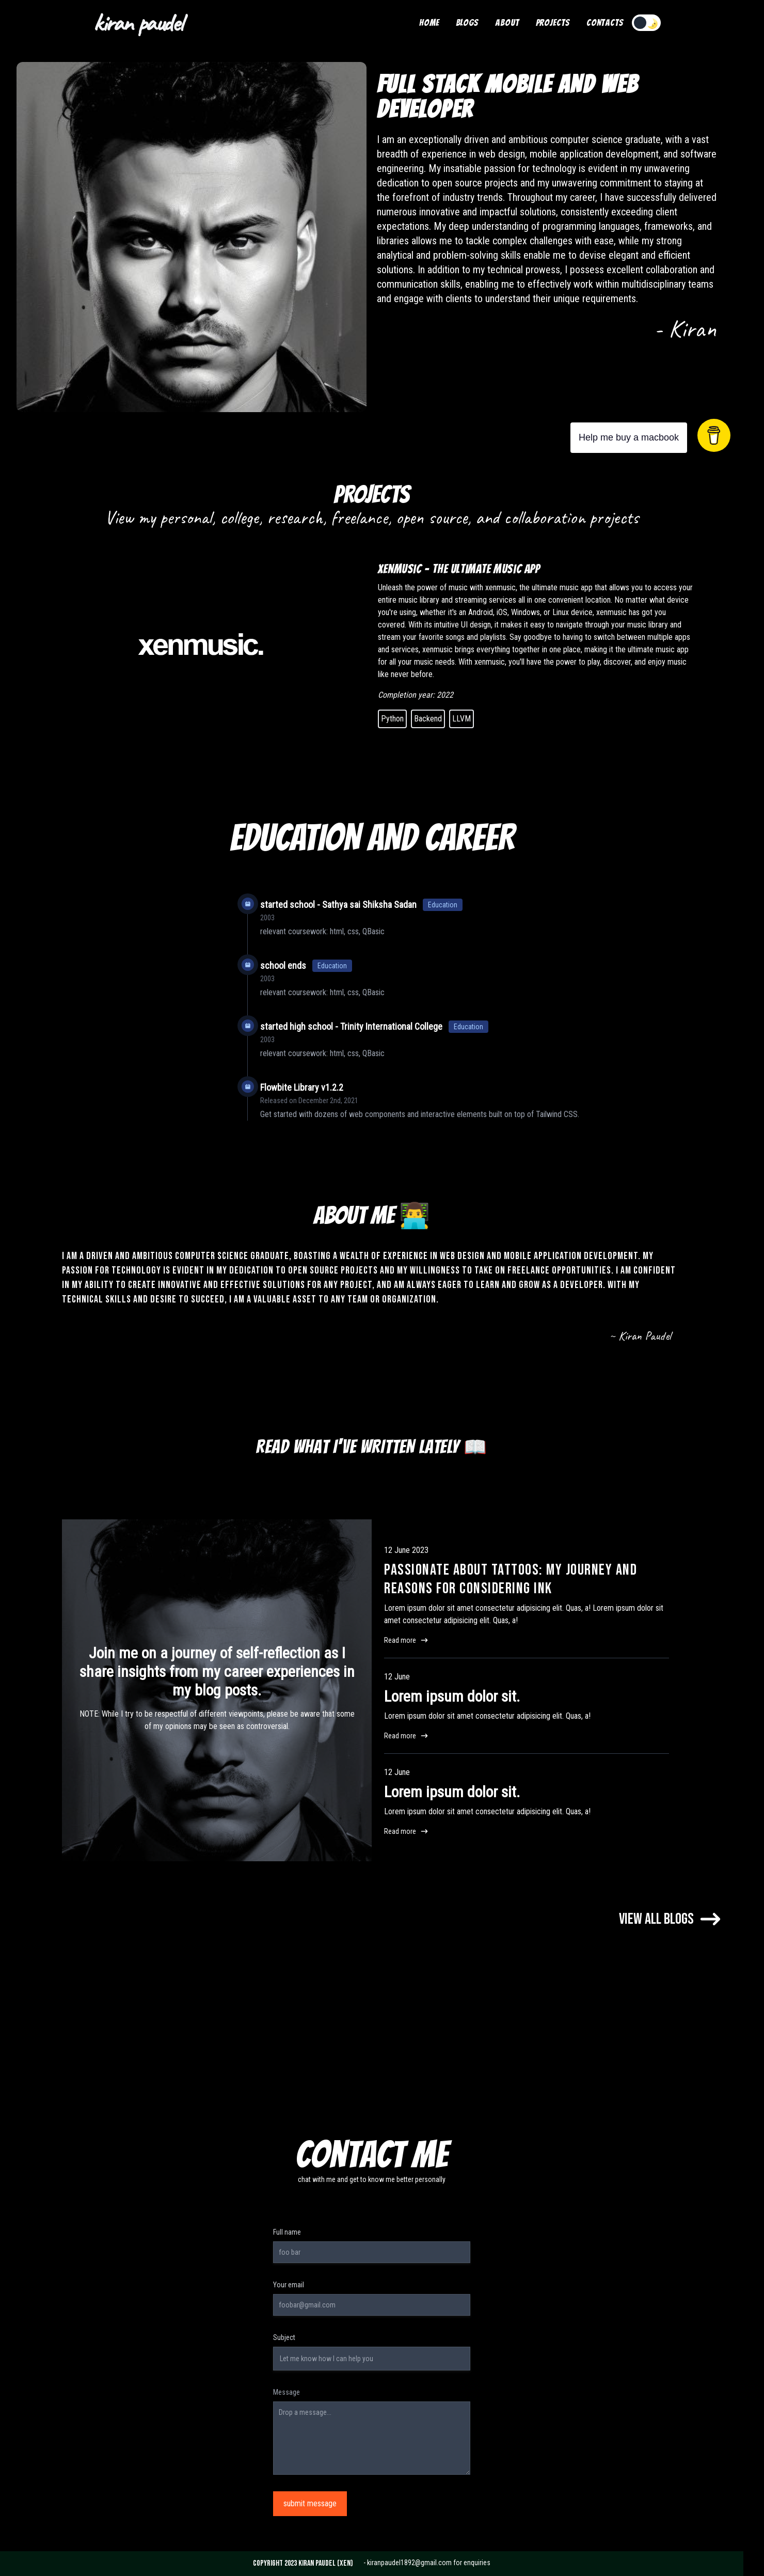 kiran paudel
HOME BLOGS ABOUT PROJECTS CONTACTS
FULL STACK MOBILE AND WEB
DEVELOPER
I am an exceptionally driven and ambitious computer science graduate, with a vast
breadth of experience in web design, mobile application development, and software
engineering. My insatiable passion for technology is evident in my unwavering
dedication to open source projects and my unwavering commitment to staying at
the forefront of industry trends. Throughout my career, I have successfully delivered
numerous innovative and impactful solutions, consistently exceeding client
expectations. My deep understanding of programming languages, frameworks, and
libraries allows me to tackle complex challenges with ease, while my strong
analytical and problem-solving skills enable me to devise elegant and efficient
solutions. In addition to my technical prowess, I possess excellent collaboration and
communication skills, enabling me to effectively work within multidisciplinary teams
and engage with clients to understand their unique requirements.
- Kiran
Help me buy a macbook
PROJECTS
View my personal, college, research, freelance, open source, and collaboration projects
xenmusic.
XENMUSIC - THE ULTIMATE MUSIC APP
Unleash the power of music with xenmusic, the ultimate music app that allows you to access your
entire music library and streaming services all in one convenient location. No matter what device
you're using, whether it's an Android, iOS, Windows, or Linux device, xenmusic has got you
covered. With its intuitive UI design, it makes it easy to navigate through your music library and
stream your favorite songs and playlists. Say goodbye to having to switch between multiple apps
and services, xenmusic brings everything together in one place, making it the ultimate music app
for all your music needs. With xenmusic, you'll have the power to play, discover, and enjoy music
like never before.
Completion year: 2022
Python Backend LLVM
EDUCATION AND CAREER
started school - Sathya sai Shiksha Sadan Education
2003
relevant coursework: html, css, QBasic
school ends Education
2003
relevant coursework: html, css, QBasic
started high school - Trinity International College Education
2003
relevant coursework: html, css, QBasic
Flowbite Library v1.2.2
Released on December 2nd, 2021
Get started with dozens of web components and interactive elements built on top of Tailwind CSS.
ABOUT ME 👨‍💻
I AM A DRIVEN AND AMBITIOUS COMPUTER SCIENCE GRADUATE, BOASTING A WEALTH OF EXPERIENCE IN WEB DESIGN AND MOBILE APPLICATION DEVELOPMENT. MY
PASSION FOR TECHNOLOGY IS EVIDENT IN MY DEDICATION TO OPEN SOURCE PROJECTS AND MY WILLINGNESS TO TAKE ON FREELANCE OPPORTUNITIES. I AM CONFIDENT
IN MY ABILITY TO CREATE INNOVATIVE AND EFFECTIVE SOLUTIONS FOR ANY PROJECT, AND AM ALWAYS EAGER TO LEARN AND GROW AS A DEVELOPER. WITH MY
TECHNICAL SKILLS AND DESIRE TO SUCCEED, I AM A VALUABLE ASSET TO ANY TEAM OR ORGANIZATION.
~ Kiran Paudel
READ WHAT I'VE WRITTEN LATELY 📖
Join me on a journey of self-reflection as I
share insights from my career experiences in
my blog posts.
NOTE: While I try to be respectful of different viewpoints, please be aware that some
of my opinions may be seen as controversial.
12 June 2023
PASSIONATE ABOUT TATTOOS: MY JOURNEY AND
REASONS FOR CONSIDERING INK
Lorem ipsum dolor sit amet consectetur adipisicing elit. Quas, a! Lorem ipsum dolor sit
amet consectetur adipisicing elit. Quas, a!
Read more →
12 June
Lorem ipsum dolor sit.
Lorem ipsum dolor sit amet consectetur adipisicing elit. Quas, a!
Read more →
12 June
Lorem ipsum dolor sit.
Lorem ipsum dolor sit amet consectetur adipisicing elit. Quas, a!
Read more →
VIEW ALL BLOGS →
CONTACT ME
chat with me and get to know me better personally
Full name
foo bar
Your email
foobar@gmail.com
Subject
Let me know how I can help you
Message
Drop a message...
submit message
COPYRIGHT 2023 KIRAN PAUDEL (XEN) - kiranpaudel1892@gmail.com for enquiries